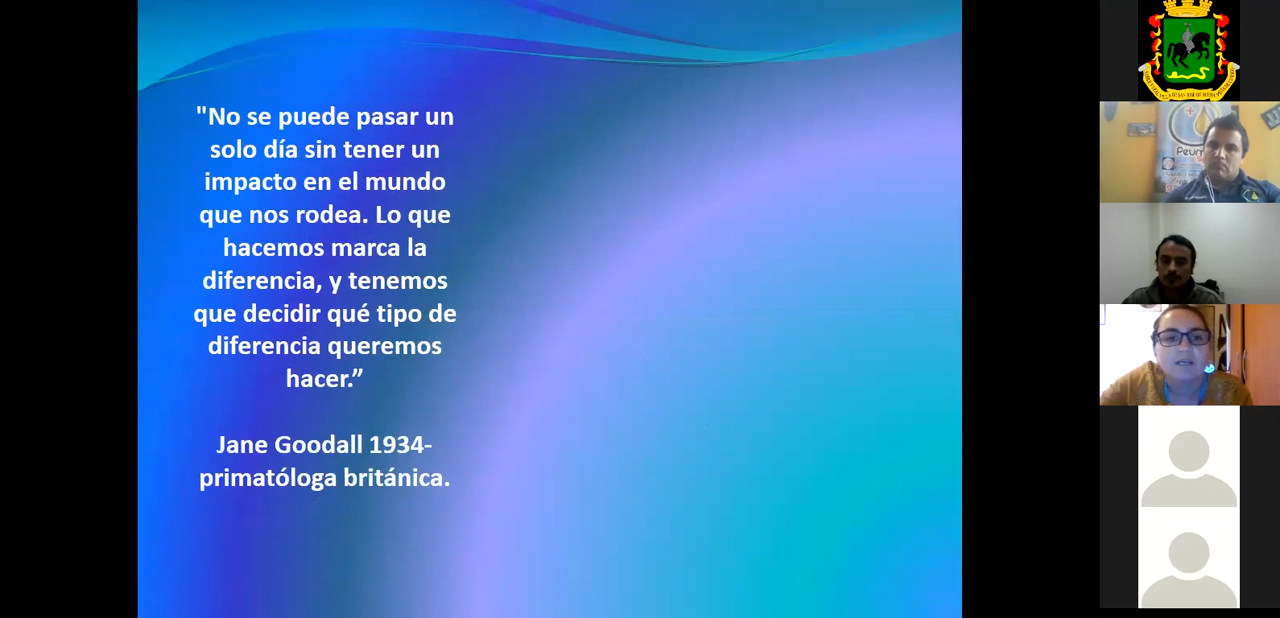 "No se puede pasar un
solo día sin tener un
impacto en el mundo
que nos rodea. Lo que
hacemos marca la
diferencia, y tenemos
que decidir qué tipo de
diferencia queremos
hacer.”
Jane Goodall 1934-
primatóloga británica.